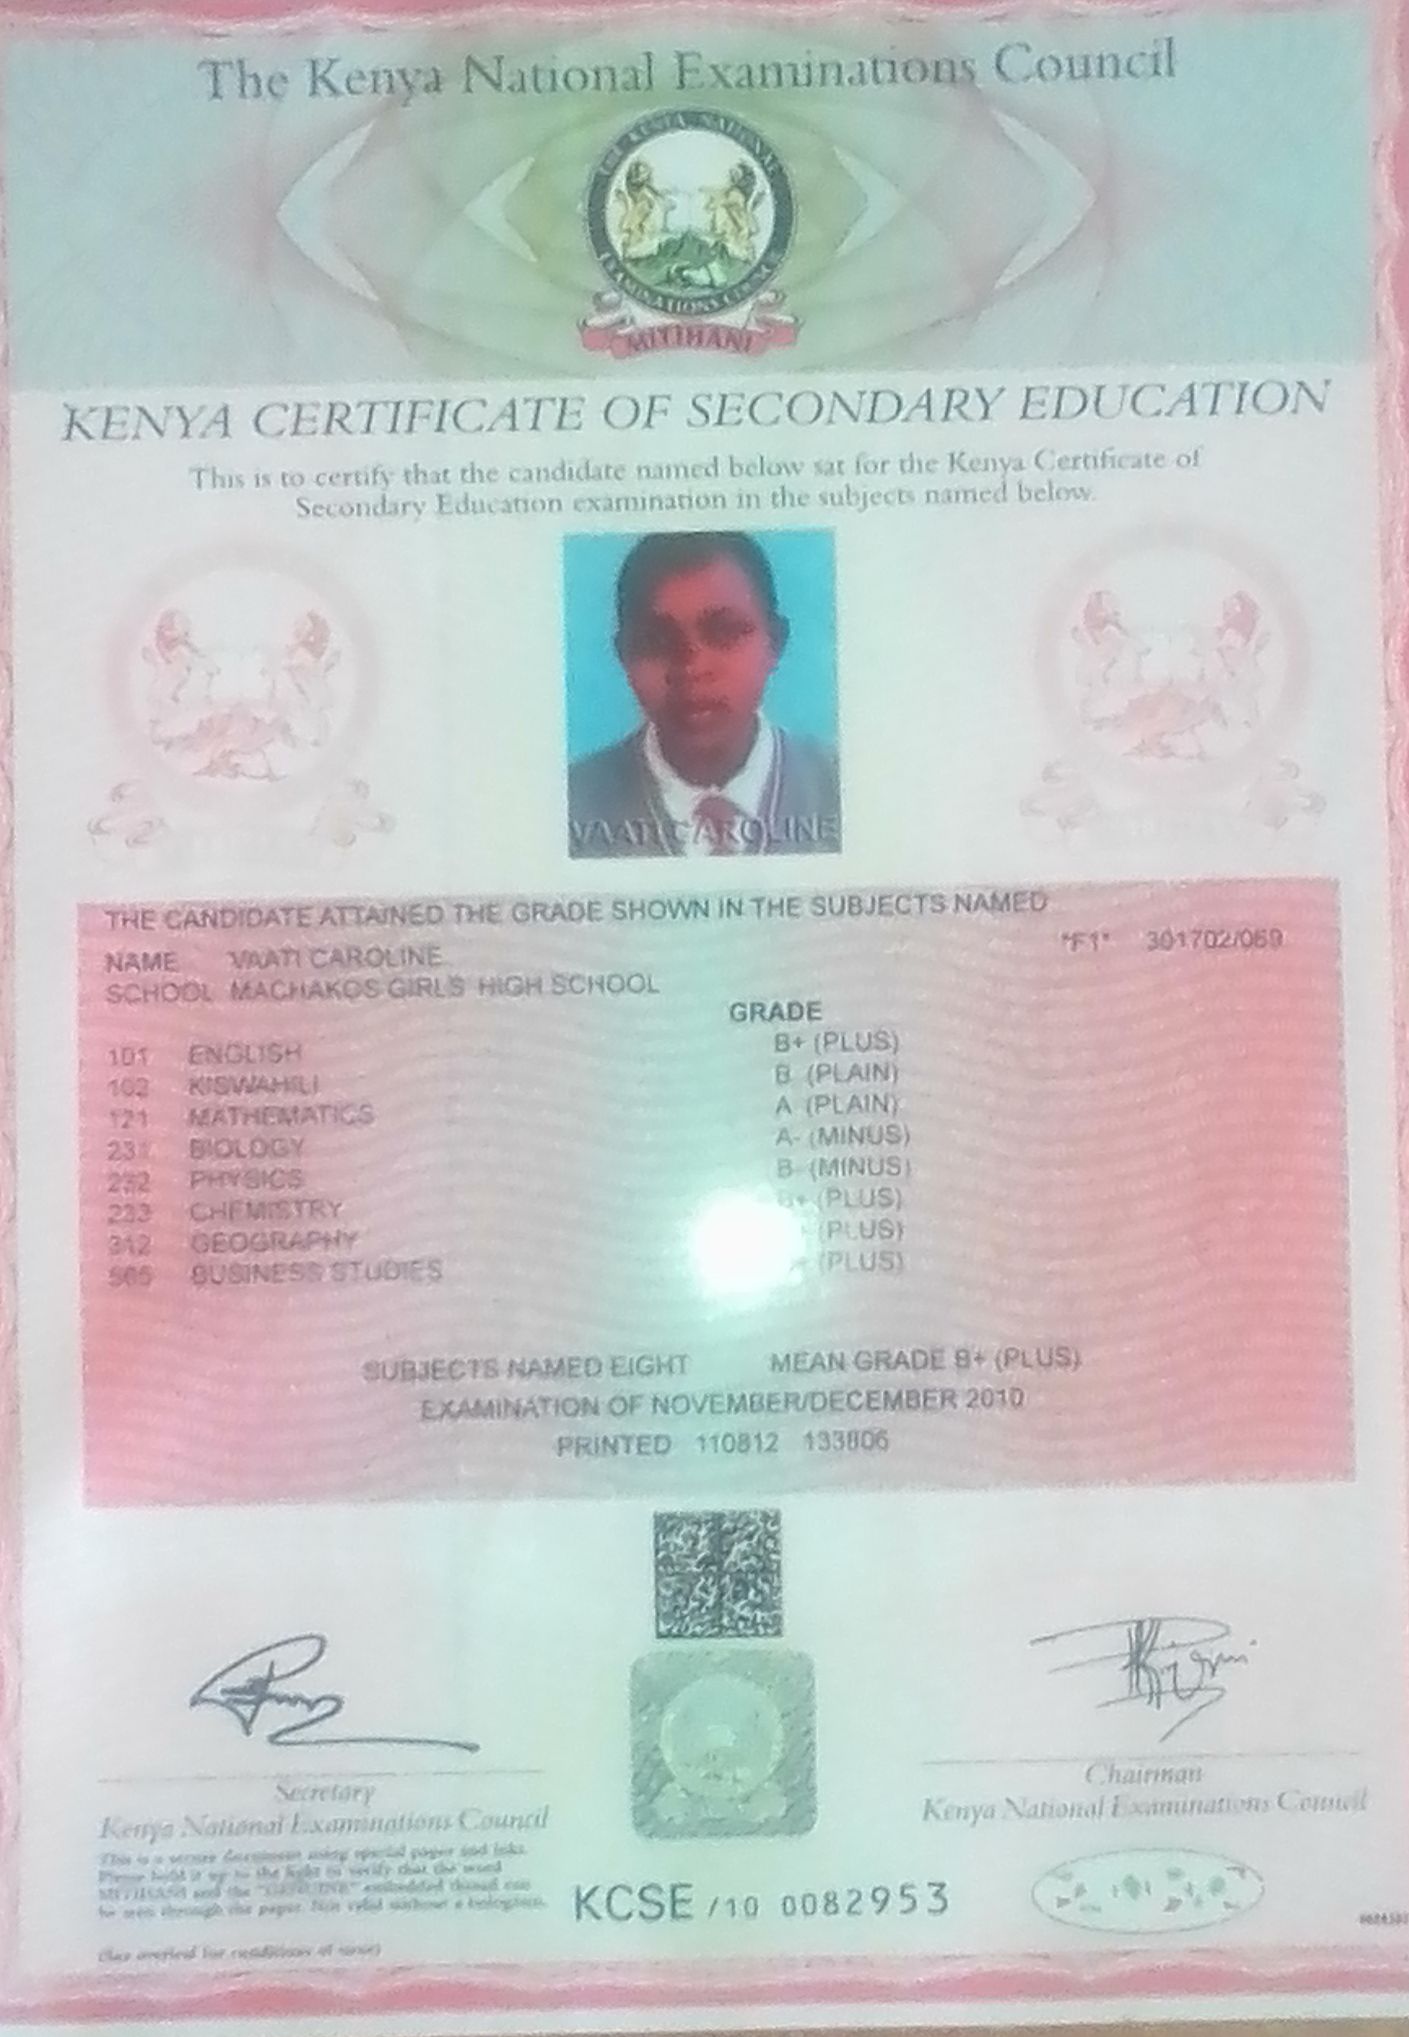 The Kenya National Examinations Council
THE KENYA NATIONAL
EXAMINATIONS COUNCIL
MITIHANI
KENYA CERTIFICATE OF SECONDARY EDUCATION
This is to certify that the candidate named below sat for the Kenya Certificate of
Secondary Education examination in the subjects named below.
VAATI CAROLINE
THE CANDIDATE ATTAINED THE GRADE SHOWN IN THE SUBJECTS NAMED
"F1" 301702/069
NAME VAATI CAROLINE
SCHOOL MACHAKOS GIRLS HIGH SCHOOL
GRADE
101 ENGLISH B+ (PLUS)
102 KISWAHILI B (PLAIN)
121 MATHEMATICS A (PLAIN)
231 BIOLOGY A- (MINUS)
232 PHYSICS B- (MINUS)
233 CHEMISTRY B+ (PLUS)
312 GEOGRAPHY (PLUS)
565 BUSINESS STUDIES (PLUS)
SUBJECTS NAMED EIGHT MEAN GRADE B+ (PLUS)
EXAMINATION OF NOVEMBER/DECEMBER 2010
PRINTED 110812 133806
Secretary
Kenya National Examinations Council
Chairman
Kenya National Examinations Council
This is a secure document using special paper and inks.
Please hold it up to the light to verify that the word
MITIHANI and the "GENUINE" embedded thread can
be seen through the paper. Not valid without a hologram.
KCSE /10 0082953
(See overleaf for conditions of issue)